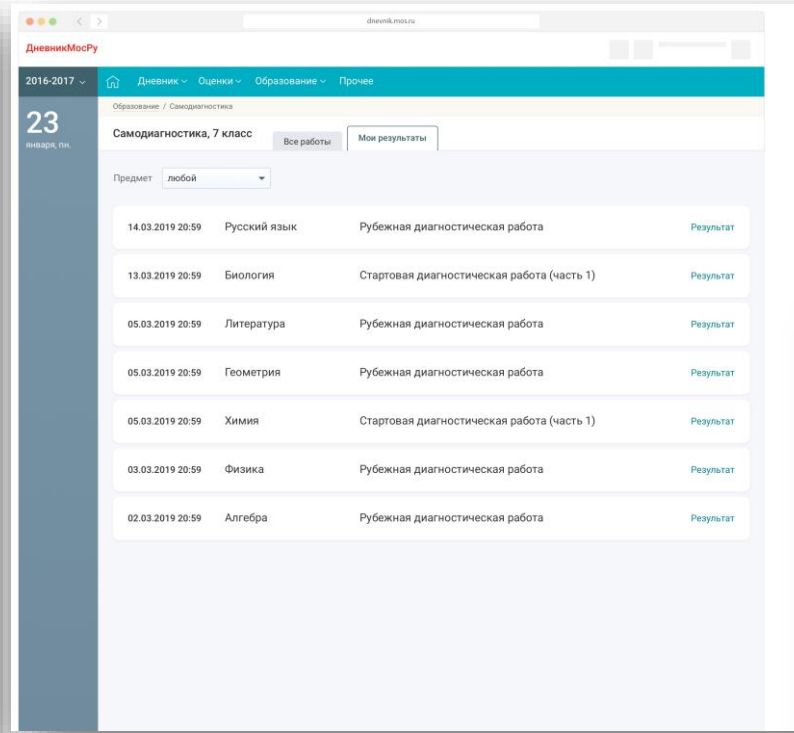 dnevnik.mos.ru
ДневникМосРу
2016-2017 Дневник Оценки Образование Прочее
23
января, пн.
Образование / Самодиагностика
Самодиагностика, 7 класс Все работы Мои результаты
Предмет любой
14.03.2019 20:59 Русский язык Рубежная диагностическая работа Результат
13.03.2019 20:59 Биология Стартовая диагностическая работа (часть 1) Результат
05.03.2019 20:59 Литература Рубежная диагностическая работа Результат
05.03.2019 20:59 Геометрия Рубежная диагностическая работа Результат
05.03.2019 20:59 Химия Стартовая диагностическая работа (часть 1) Результат
03.03.2019 20:59 Физика Рубежная диагностическая работа Результат
02.03.2019 20:59 Алгебра Рубежная диагностическая работа Результат